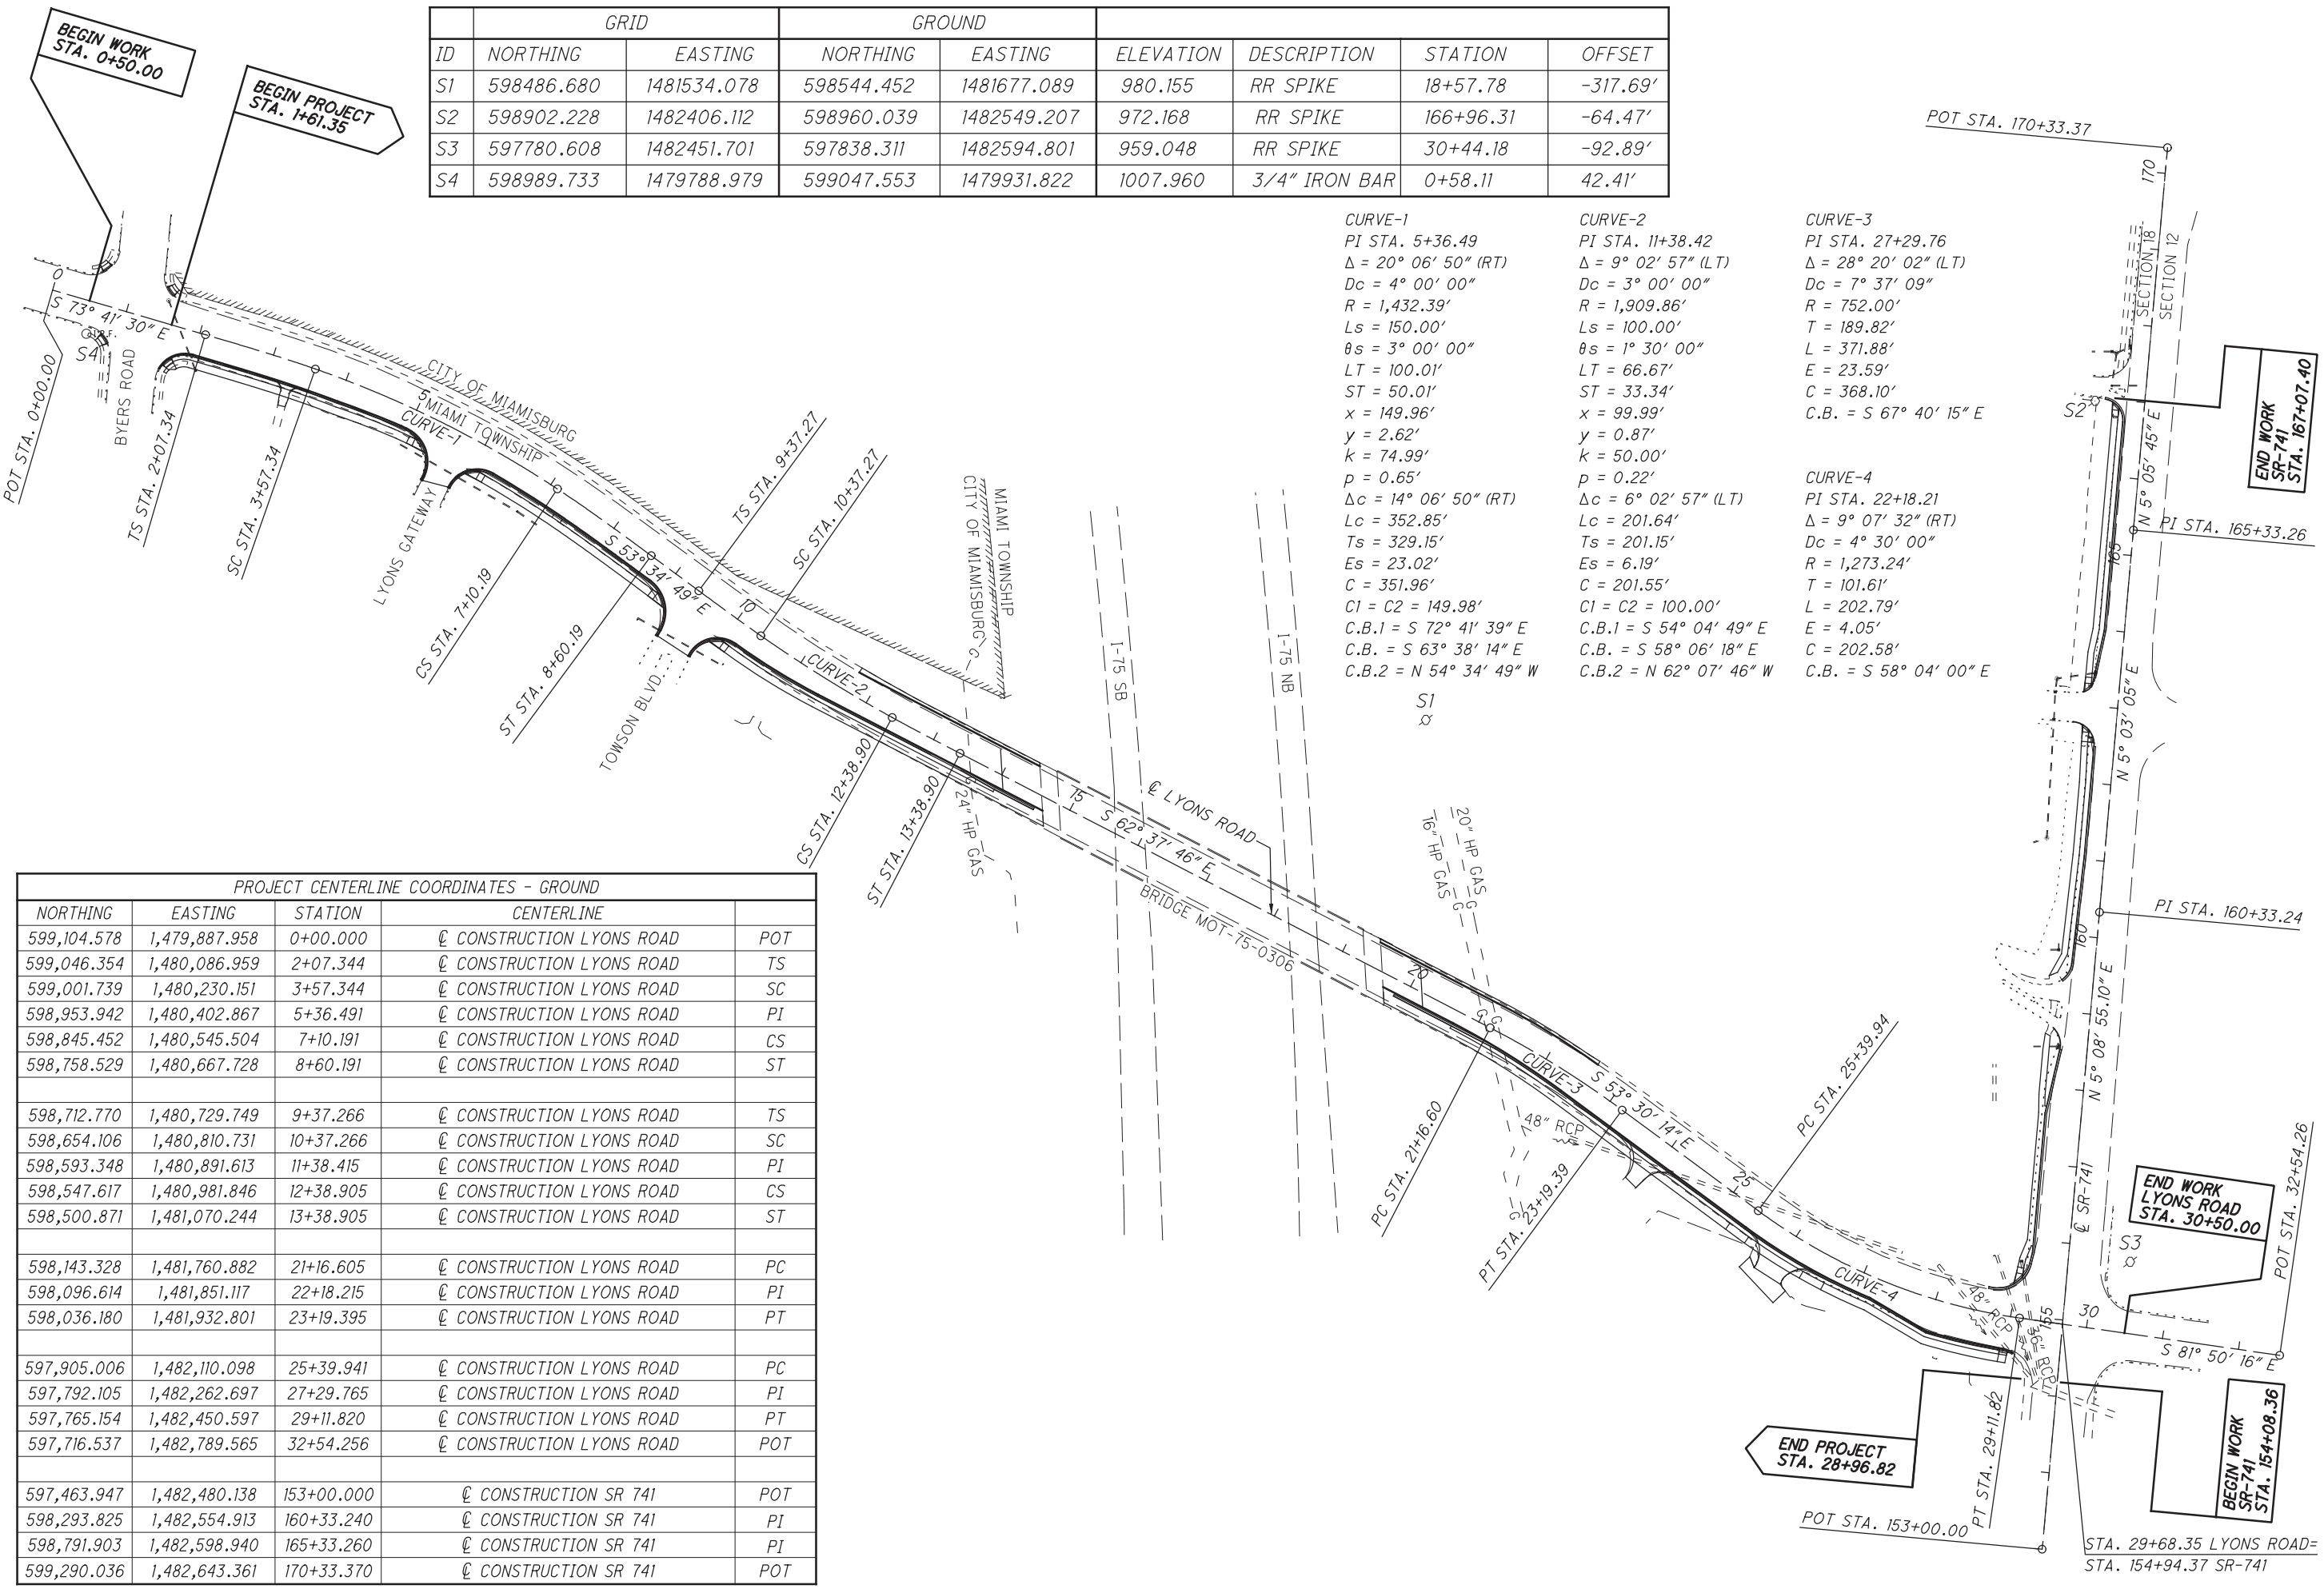 BEGIN WORK
STA. 0+50.00
BEGIN PROJECT
STA. 1+61.35
GRID GROUND
ID NORTHING EASTING NORTHING EASTING ELEVATION DESCRIPTION STATION OFFSET
S1 598486.680 1481534.078 598544.452 1481677.089 980.155 RR SPIKE 18+57.78 -317.69'
S2 598902.228 1482406.112 598960.039 1482549.207 972.168 RR SPIKE 166+96.31 -64.47'
S3 597780.608 1482451.701 597838.311 1482594.801 959.048 RR SPIKE 30+44.18 -92.89'
S4 598989.733 1479788.979 599047.553 1479931.822 1007.960 3/4" IRON BAR 0+58.11 42.41'
CURVE-1
PI STA. 5+36.49
Δ = 20° 06' 50" (RT)
Dc = 4° 00' 00"
R = 1,432.39'
Ls = 150.00'
θs = 3° 00' 00"
LT = 100.01'
ST = 50.01'
x = 149.96'
y = 2.62'
k = 74.99'
p = 0.65'
Δc = 14° 06' 50" (RT)
Lc = 352.85'
Ts = 329.15'
Es = 23.02'
C = 351.96'
C1 = C2 = 149.98'
C.B.1 = S 72° 41' 39" E
C.B. = S 63° 38' 14" E
C.B.2 = N 54° 34' 49" W
CURVE-2
PI STA. 11+38.42
Δ = 9° 02' 57" (LT)
Dc = 3° 00' 00"
R = 1,909.86'
Ls = 100.00'
θs = 1° 30' 00"
LT = 66.67'
ST = 33.34'
x = 99.99'
y = 0.87'
k = 50.00'
p = 0.22'
Δc = 6° 02' 57" (LT)
Lc = 201.64'
Ts = 201.15'
Es = 6.19'
C = 201.55'
C1 = C2 = 100.00'
C.B.1 = S 54° 04' 49" E
C.B. = S 58° 06' 18" E
C.B.2 = N 62° 07' 46" W
CURVE-3
PI STA. 27+29.76
Δ = 28° 20' 02" (LT)
Dc = 7° 37' 09"
R = 752.00'
T = 189.82'
L = 371.88'
E = 23.59'
C = 368.10'
C.B. = S 67° 40' 15" E
CURVE-4
PI STA. 22+18.21
Δ = 9° 07' 32" (RT)
Dc = 4° 30' 00"
R = 1,273.24'
T = 101.61'
L = 202.79'
E = 4.05'
C = 202.58'
C.B. = S 58° 04' 00" E
POT STA. 170+33.37
170
SECTION 18
SECTION 12
END WORK
SR-741
STA. 167+07.40
S2
N 5° 05' 45" E
PI STA. 165+33.26
165
N 5° 03' 05" E
PI STA. 160+33.24
160
N 5° 08' 55.10" E
℄ SR-741
0
S 73° 41' 30" E
S4
POT STA. 0+00.00
BYERS ROAD
TS STA. 2+07.34
SC STA. 3+57.34
CITY OF MIAMISBURG
MIAMI TOWNSHIP
5
CURVE-1
LYONS GATEWAY
CS STA. 7+10.19
ST STA. 8+60.19
S 53° 34' 49" E
TS STA. 9+37.27
SC STA. 10+37.27
10
TOWSON BLVD.
CURVE-2
CS STA. 12+38.90
ST STA. 13+38.90
CITY OF MIAMISBURG
MIAMI TOWNSHIP
G
G
24" HP GAS
I-75 SB
I-75 NB
15
S 62° 37' 46" E
℄ LYONS ROAD
BRIDGE MOT-75-0306
S1
16" HP GAS G
20" HP GAS G
20
G G
CURVE-3
48" RCP
G
PC STA. 21+16.60
PT STA. 23+19.39
S 53° 30' 14" E
25
PC STA. 25+39.94
CURVE-4
48" RCP
36" RCP
155
30
S3
END WORK
LYONS ROAD
STA. 30+50.00
POT STA. 32+54.26
S 81° 50' 16" E
END PROJECT
STA. 28+96.82
PT STA. 29+11.82
BEGIN WORK
SR-741
STA. 154+08.36
POT STA. 153+00.00
STA. 29+68.35 LYONS ROAD=
STA. 154+94.37 SR-741
PROJECT CENTERLINE COORDINATES - GROUND
NORTHING EASTING STATION CENTERLINE
599,104.578 1,479,887.958 0+00.000 ℄ CONSTRUCTION LYONS ROAD POT
599,046.354 1,480,086.959 2+07.344 ℄ CONSTRUCTION LYONS ROAD TS
599,001.739 1,480,230.151 3+57.344 ℄ CONSTRUCTION LYONS ROAD SC
598,953.942 1,480,402.867 5+36.491 ℄ CONSTRUCTION LYONS ROAD PI
598,845.452 1,480,545.504 7+10.191 ℄ CONSTRUCTION LYONS ROAD CS
598,758.529 1,480,667.728 8+60.191 ℄ CONSTRUCTION LYONS ROAD ST
598,712.770 1,480,729.749 9+37.266 ℄ CONSTRUCTION LYONS ROAD TS
598,654.106 1,480,810.731 10+37.266 ℄ CONSTRUCTION LYONS ROAD SC
598,593.348 1,480,891.613 11+38.415 ℄ CONSTRUCTION LYONS ROAD PI
598,547.617 1,480,981.846 12+38.905 ℄ CONSTRUCTION LYONS ROAD CS
598,500.871 1,481,070.244 13+38.905 ℄ CONSTRUCTION LYONS ROAD ST
598,143.328 1,481,760.882 21+16.605 ℄ CONSTRUCTION LYONS ROAD PC
598,096.614 1,481,851.117 22+18.215 ℄ CONSTRUCTION LYONS ROAD PI
598,036.180 1,481,932.801 23+19.395 ℄ CONSTRUCTION LYONS ROAD PT
597,905.006 1,482,110.098 25+39.941 ℄ CONSTRUCTION LYONS ROAD PC
597,792.105 1,482,262.697 27+29.765 ℄ CONSTRUCTION LYONS ROAD PI
597,765.154 1,482,450.597 29+11.820 ℄ CONSTRUCTION LYONS ROAD PT
597,716.537 1,482,789.565 32+54.256 ℄ CONSTRUCTION LYONS ROAD POT
597,463.947 1,482,480.138 153+00.000 ℄ CONSTRUCTION SR 741 POT
598,293.825 1,482,554.913 160+33.240 ℄ CONSTRUCTION SR 741 PI
598,791.903 1,482,598.940 165+33.260 ℄ CONSTRUCTION SR 741 PI
599,290.036 1,482,643.361 170+33.370 ℄ CONSTRUCTION SR 741 POT